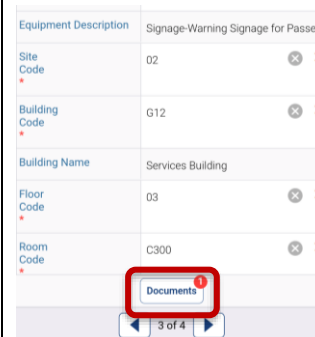 Equipment Description Signage-Warning Signage for Passe
Site
Code
*
02
Building
Code
*
G12
Building Name Services Building
Floor
Code
*
03
Room
Code
*
C300
Documents 1
3 of 4